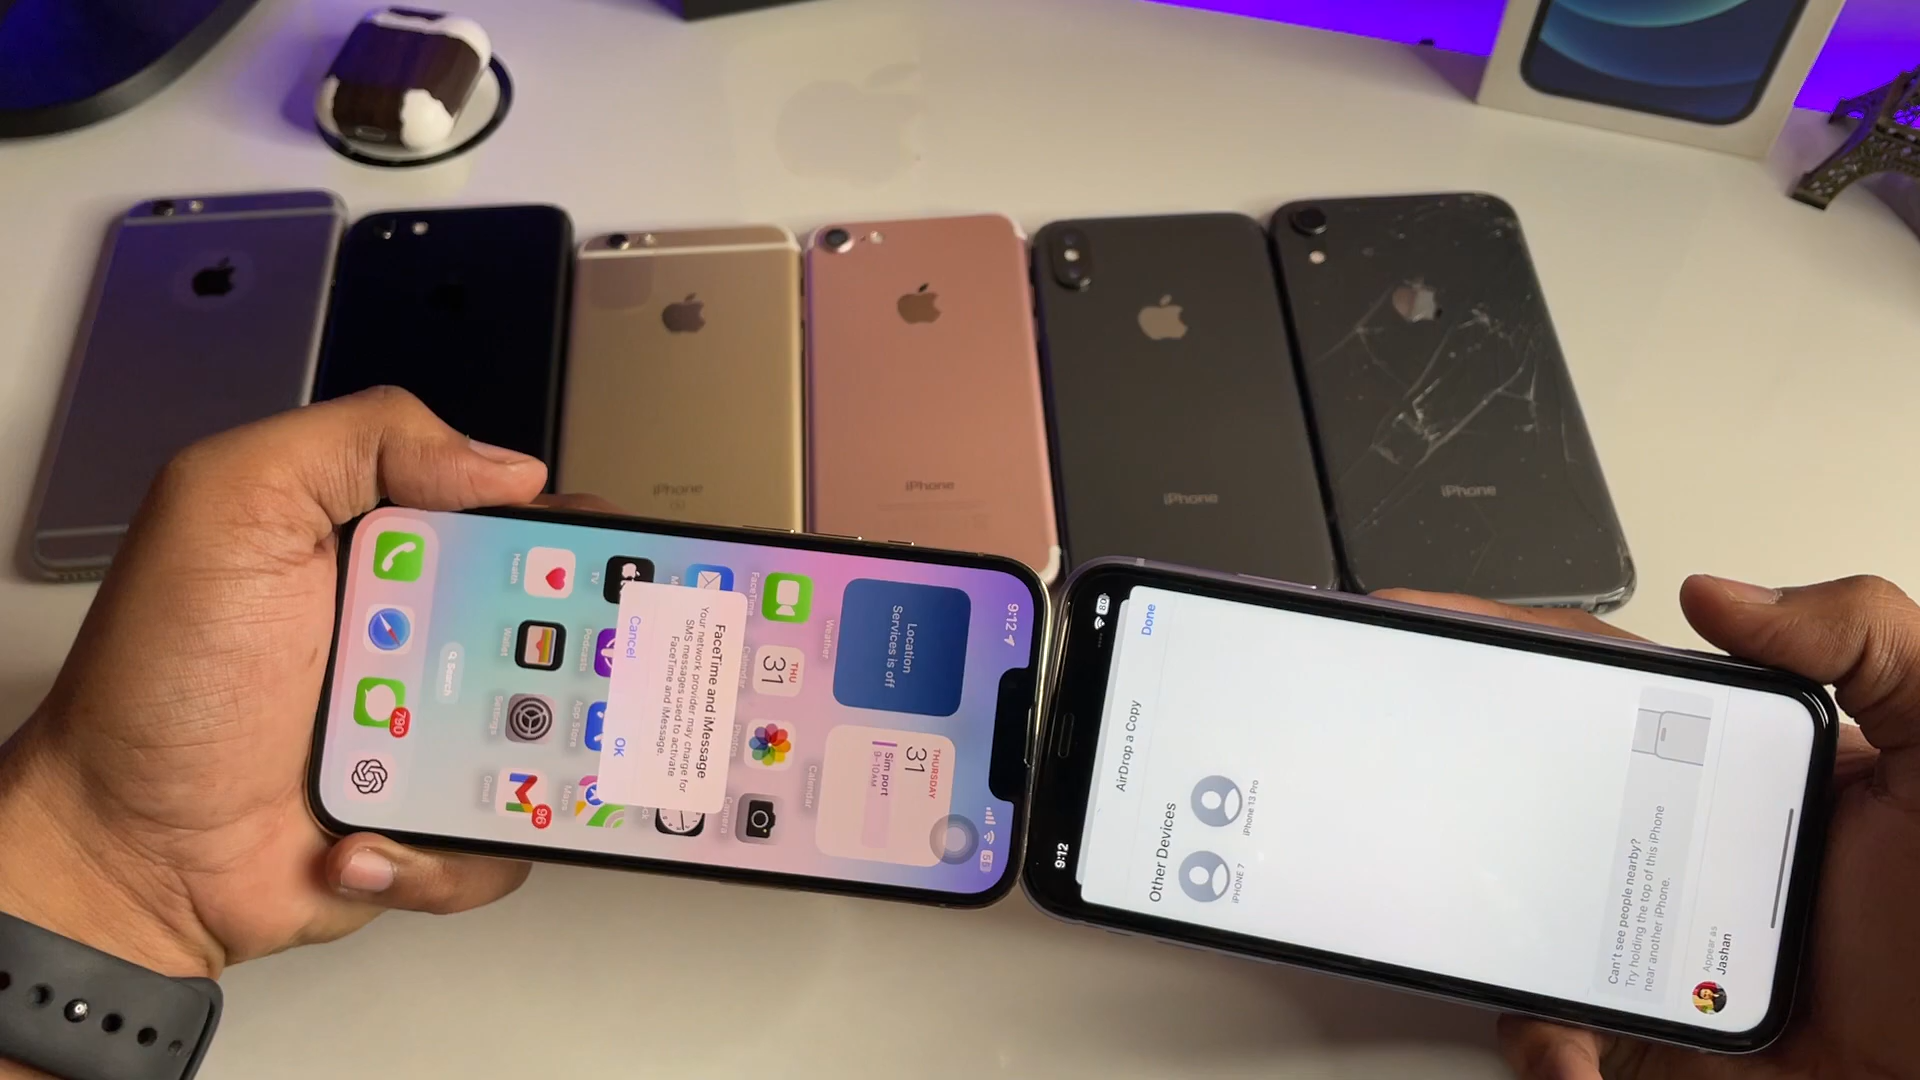 iPhone
S
iPhone
iPhone
iPhone
9:12
55
Location
Services is off
Weather
THURSDAY
31
Sim port
9-10AM
Calendar
FaceTime
THU
31
Calendar
TV
Podcasts
App Store
Maps
Health
Wallet
Settings
Gmail
96
Search
790
FaceTime and iMessage
Your network provider may charge for
SMS messages used to activate
FaceTime and iMessage.
Cancel
OK
9:12
60
AirDrop a Copy
Done
Other Devices
iPHONE 7
iPhone 13 Pro
Can't see people nearby?
Try holding the top of this iPhone
near another iPhone.
Appear as
Jashan